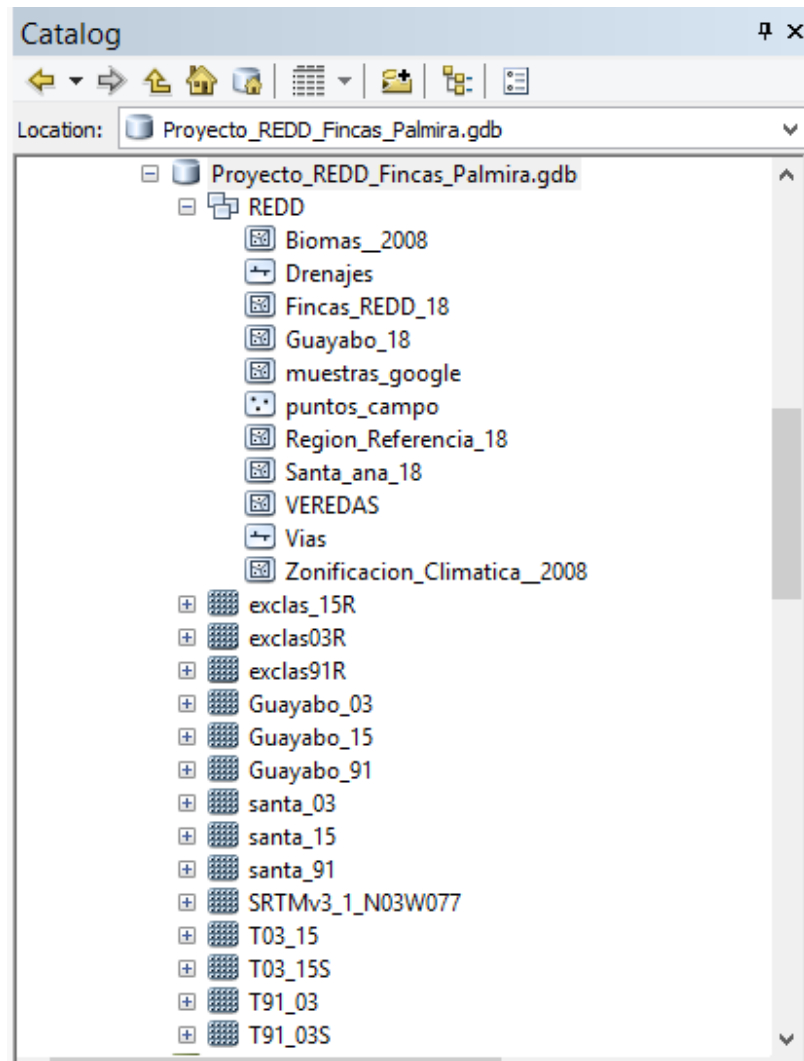 Catalog
Location: Proyecto_REDD_Fincas_Palmira.gdb
Proyecto_REDD_Fincas_Palmira.gdb
REDD
Biomas__2008
Drenajes
Fincas_REDD_18
Guayabo_18
muestras_google
puntos_campo
Region_Referencia_18
Santa_ana_18
VEREDAS
Vias
Zonificacion_Climatica__2008
exclas_15R
exclas03R
exclas91R
Guayabo_03
Guayabo_15
Guayabo_91
santa_03
santa_15
santa_91
SRTMv3_1_N03W077
T03_15
T03_15S
T91_03
T91_03S